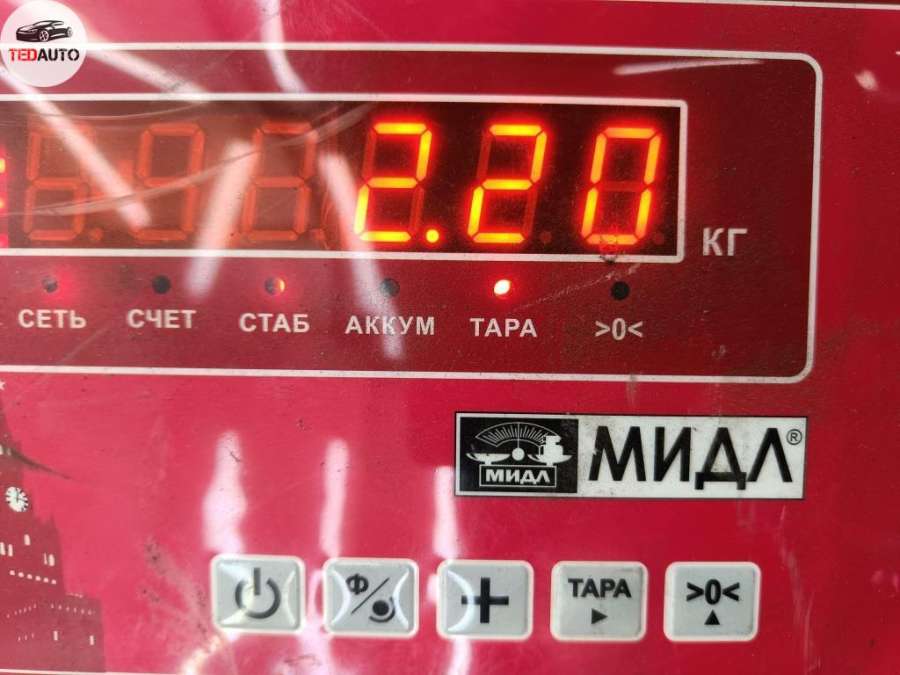 TEDAUTO
2.20
КГ
СЕТЬ СЧЕТ СТАБ АККУМ ТАРА >0<
МИДЛ МИДЛ®
Ф ТАРА >0<